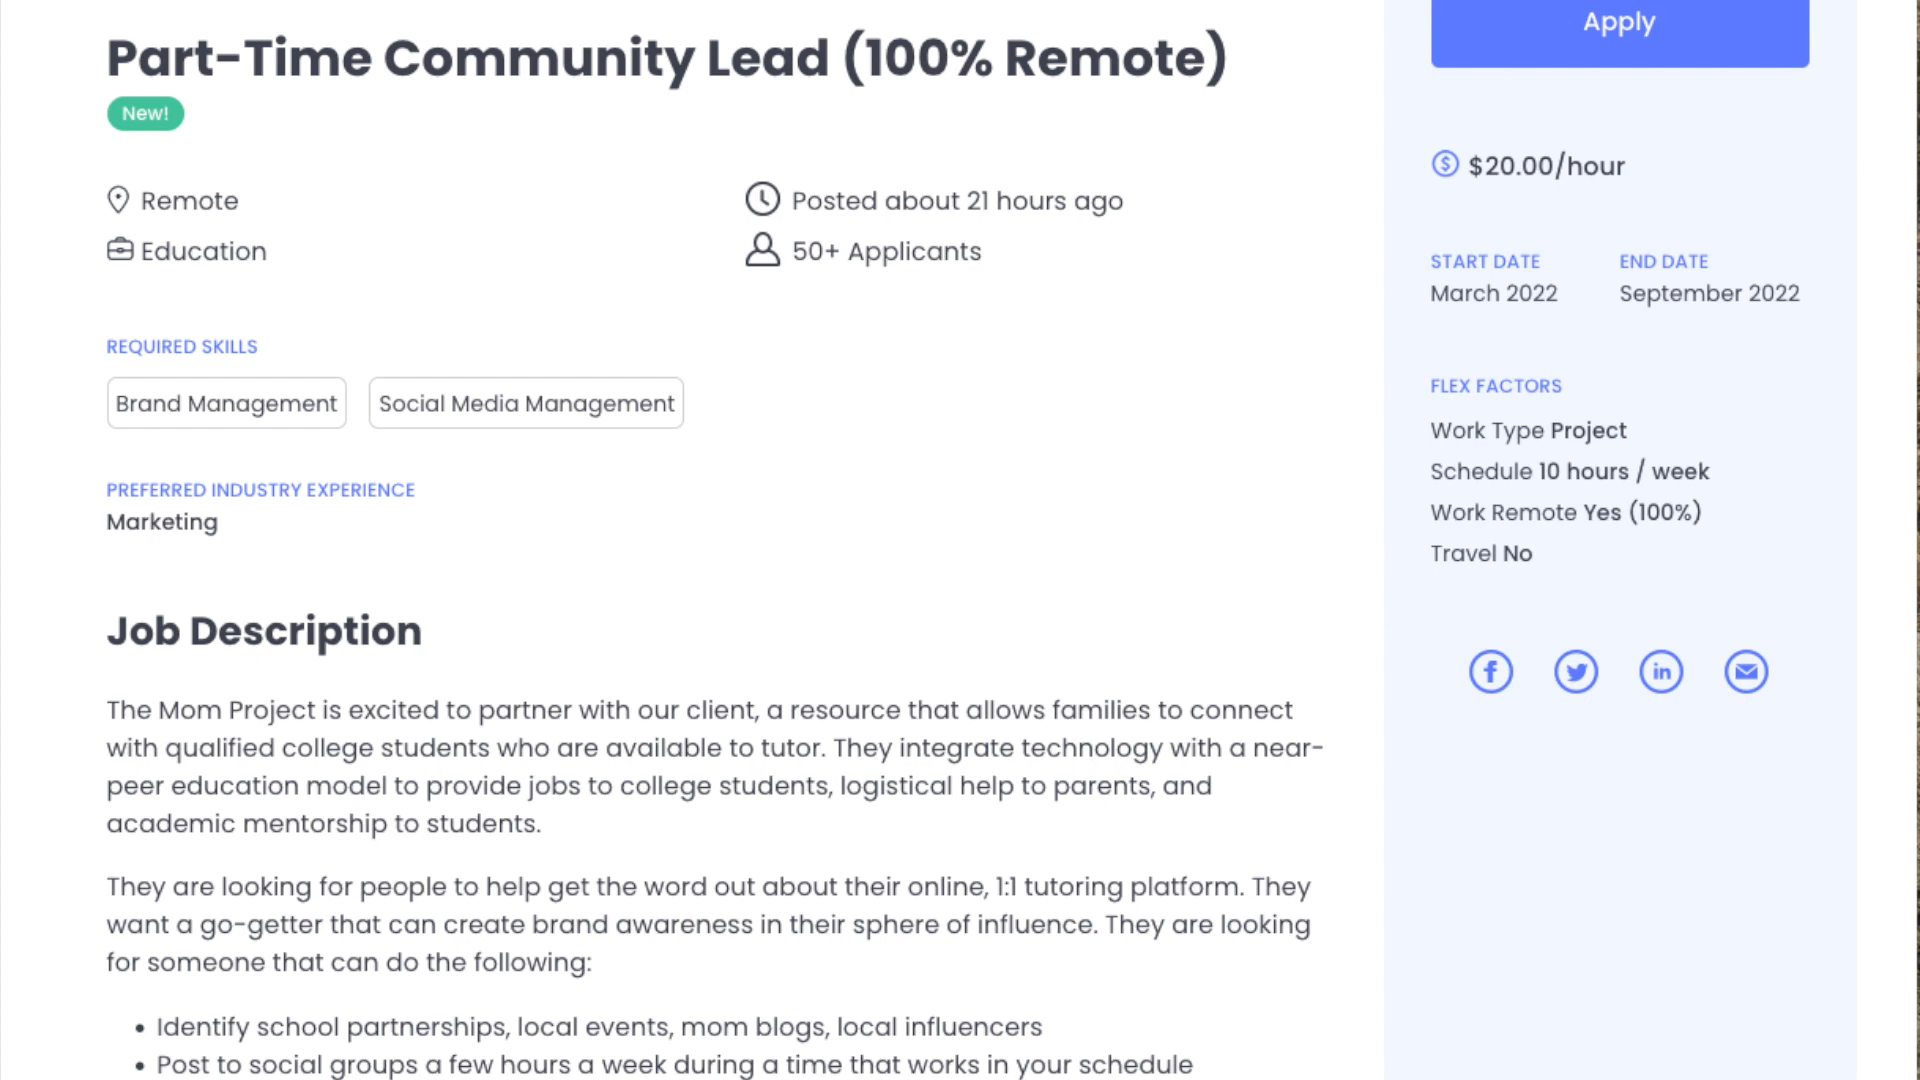 Part-Time Community Lead (100% Remote)
New!
Remote
Posted about 21 hours ago
Education
50+ Applicants
REQUIRED SKILLS
Brand Management
Social Media Management
PREFERRED INDUSTRY EXPERIENCE
Marketing
Job Description
The Mom Project is excited to partner with our client, a resource that allows families to connect
with qualified college students who are available to tutor. They integrate technology with a near-
peer education model to provide jobs to college students, logistical help to parents, and
academic mentorship to students.
They are looking for people to help get the word out about their online, 1:1 tutoring platform. They
want a go-getter that can create brand awareness in their sphere of influence. They are looking
for someone that can do the following:
• Identify school partnerships, local events, mom blogs, local influencers
• Post to social groups a few hours a week during a time that works in your schedule
Apply
$20.00/hour
START DATE
March 2022
END DATE
September 2022
FLEX FACTORS
Work Type Project
Schedule 10 hours / week
Work Remote Yes (100%)
Travel No